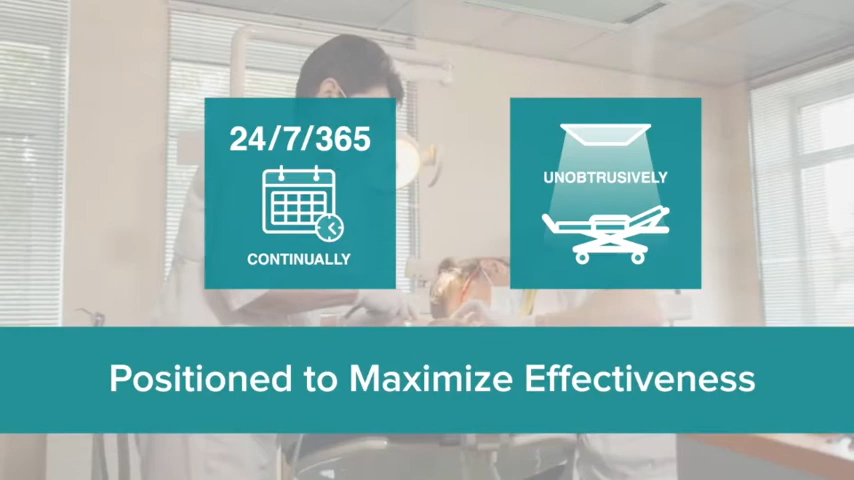 24/7/365
CONTINUALLY
UNOBTRUSIVELY
Positioned to Maximize Effectiveness